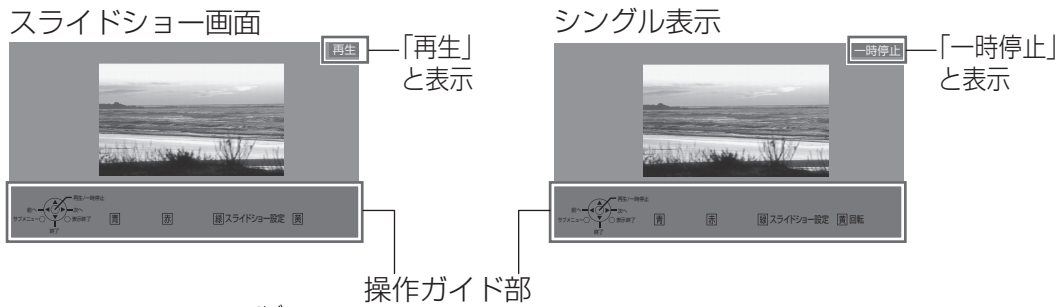 スライドショー画面
再生
「再生」
と表示
再生/一時停止
前へ
次へ
サブメニュー
表示終了
終了
青
赤
緑 スライドショー設定
黄
シングル表示
一時停止
「一時停止」
と表示
再生/一時停止
前へ
次へ
サブメニュー
表示終了
終了
青
赤
緑 スライドショー設定
黄 回転
操作ガイド部